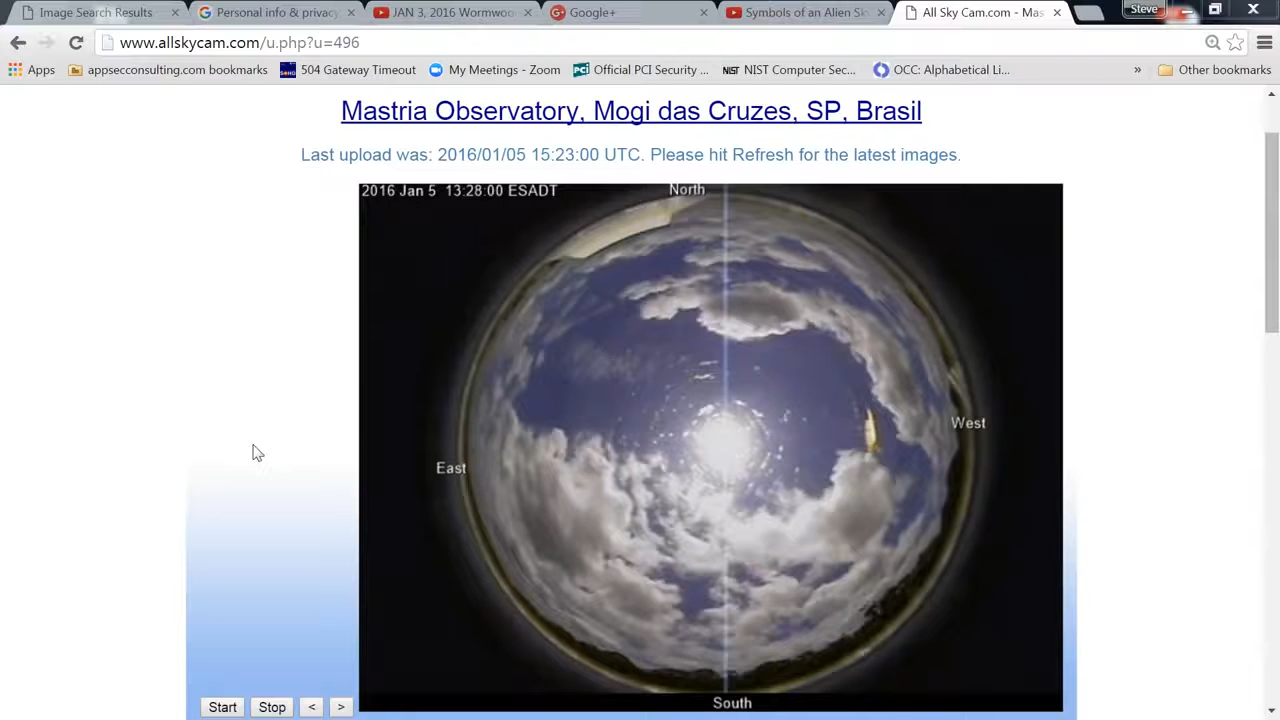 Image Search Results
Personal info & privacy
JAN 3, 2016 Wormwoo
Google+
Symbols of an Alien Sk
All Sky Cam.com - Mas
Steve
www.allskycam.com/u.php?u=496
Apps
appsecconsulting.com bookmarks
504 Gateway Timeout
My Meetings - Zoom
PCI
Official PCI Security ...
NIST
NIST Computer Sec...
OCC: Alphabetical Li...
»
Other bookmarks
Mastria Observatory, Mogi das Cruzes, SP, Brasil
Last upload was: 2016/01/05 15:23:00 UTC. Please hit Refresh for the latest images.
2016 Jan 5 13:28:00 ESADT
North
West
East
South
Start
Stop
<
>